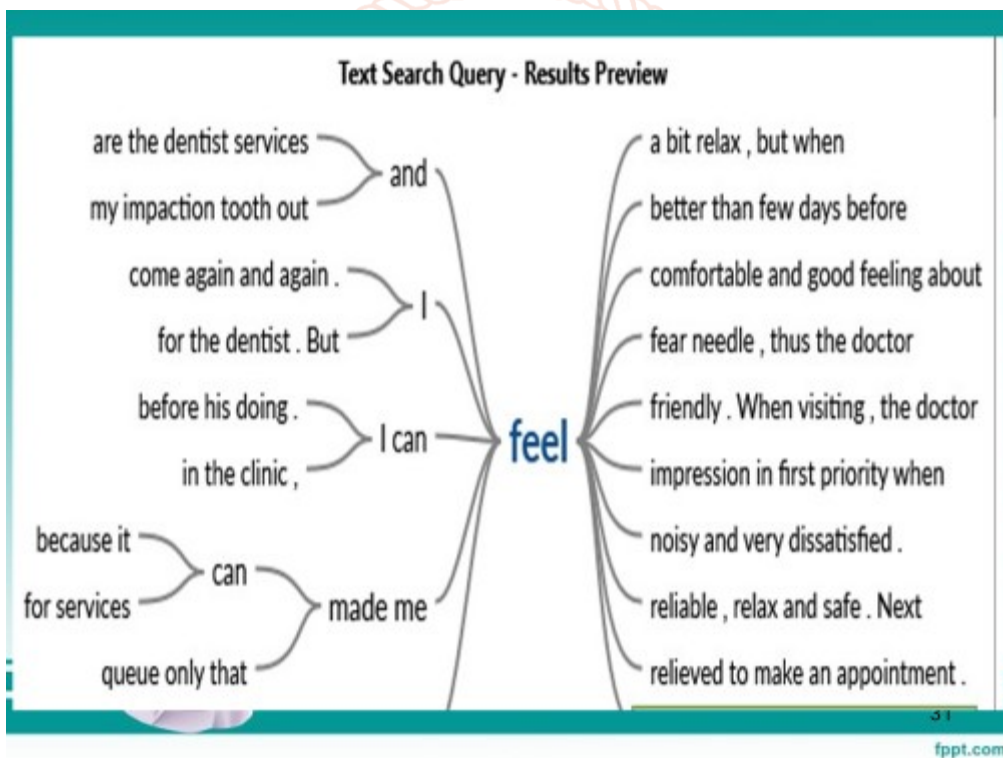 Text Search Query - Results Preview
are the dentist services
my impaction tooth out
and
come again and again .
for the dentist . But
I
before his doing .
in the clinic ,
I can
because it
for services
can
queue only that
made me
feel
a bit relax , but when
better than few days before
comfortable and good feeling about
fear needle , thus the doctor
friendly . When visiting , the doctor
impression in first priority when
noisy and very dissatisfied .
reliable , relax and safe . Next
relieved to make an appointment .
31
fppt.com